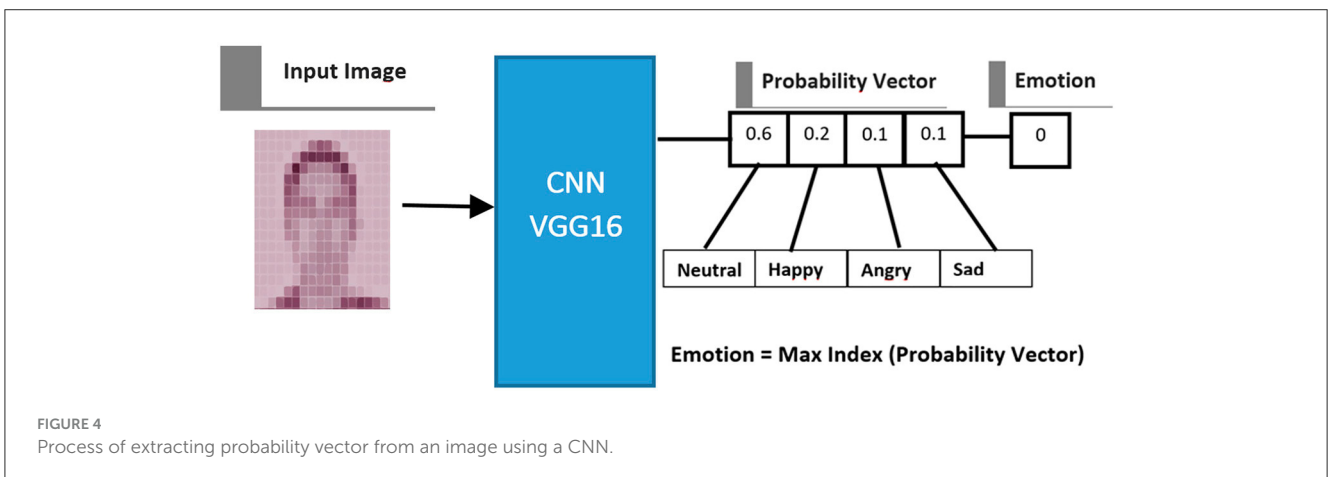 Input Image
CNN
VGG16
Probability Vector
Emotion
0.6 0.2 0.1 0.1 0
Neutral Happy Angry Sad
Emotion = Max Index (Probability Vector)
FIGURE 4
Process of extracting probability vector from an image using a CNN.